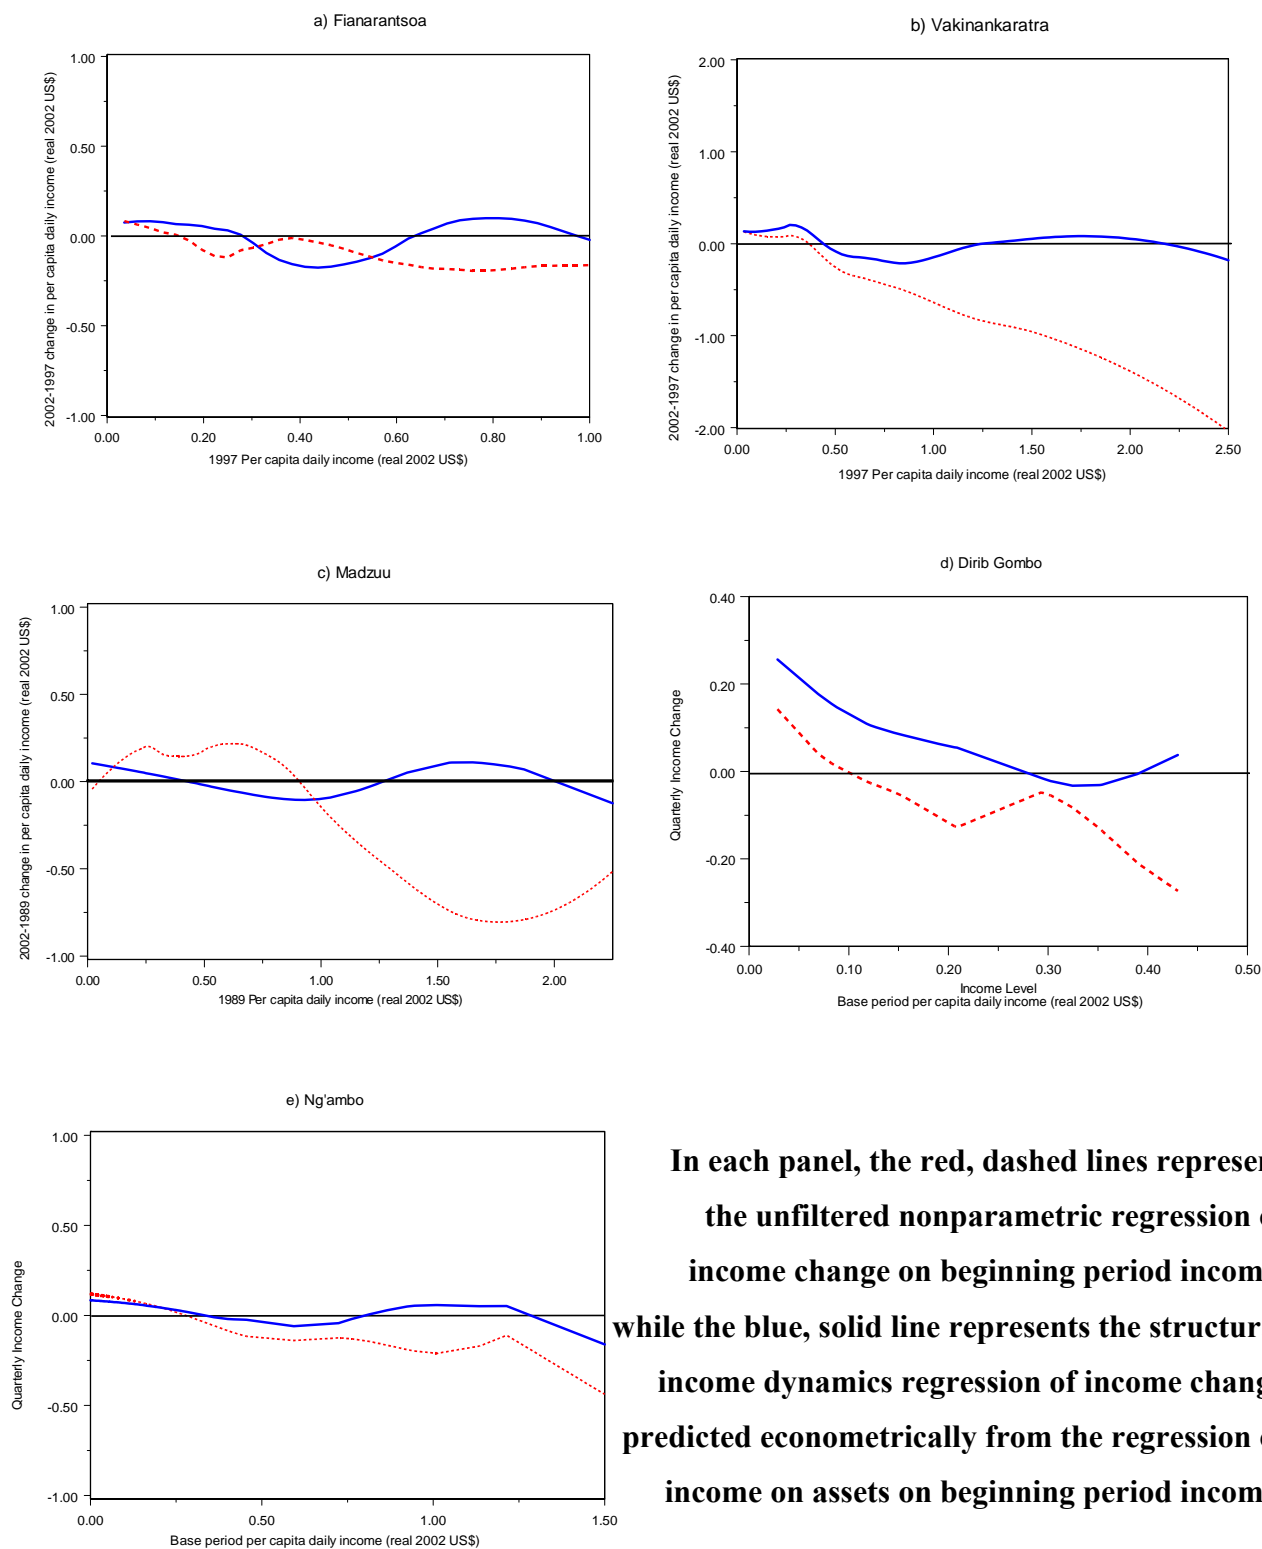 a) Fianarantsoa
2002-1997 change in per capita daily income (real 2002 US$)
1.00
0.50
0.00
-0.50
-1.00
0.00 0.20 0.40 0.60 0.80 1.00
1997 Per capita daily income (real 2002 US$)
b) Vakinankaratra
2002-1997 change in per capita daily income (real 2002 US$)
2.00
1.00
0.00
-1.00
-2.00
0.00 0.50 1.00 1.50 2.00 2.50
1997 Per capita daily income (real 2002 US$)
c) Madzuu
2002-1989 change in per capita daily income (real 2002 US$)
1.00
0.50
0.00
-0.50
-1.00
0.00 0.50 1.00 1.50 2.00
1989 Per capita daily income (real 2002 US$)
d) Dirib Gombo
Quarterly Income Change
0.40
0.20
0.00
-0.20
-0.40
0.00 0.10 0.20 0.30 0.40 0.50
Income Level
Base period per capita daily income (real 2002 US$)
e) Ng'ambo
Quarterly Income Change
1.00
0.50
0.00
-0.50
-1.00
0.00 0.50 1.00 1.50
Base period per capita daily income (real 2002 US$)
In each panel, the red, dashed lines represen
the unfiltered nonparametric regression
income change on beginning period incom
while the blue, solid line represents the structur
income dynamics regression of income chang
predicted econometrically from the regression
income on assets on beginning period incom